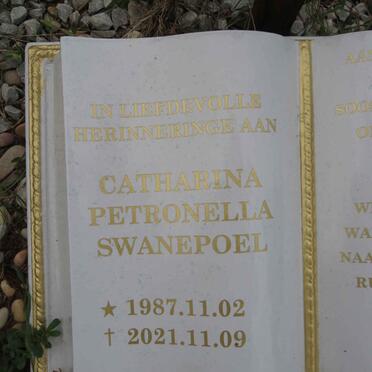 IN LIEFDEVOLLE
HERINNERINGE AAN
CATHARINA
PETRONELLA
SWANEPOEL
★ 1987.11.02
† 2021.11.09